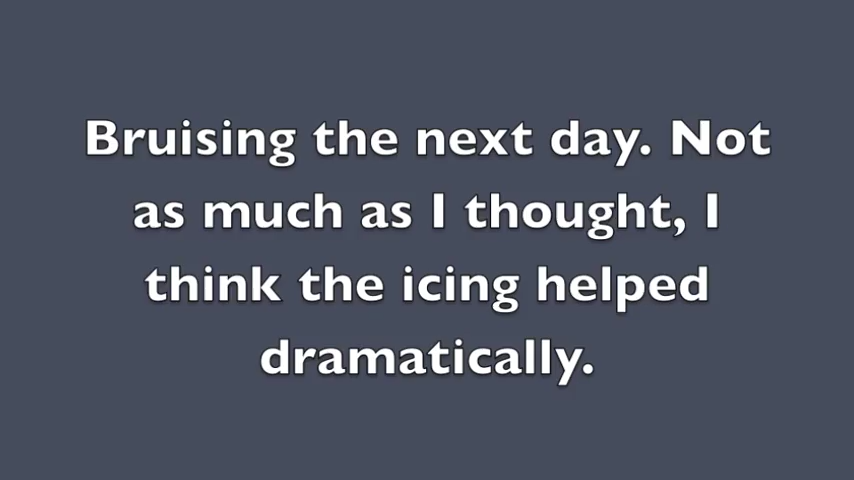 Bruising the next day. Not
as much as I thought, I
think the icing helped
dramatically.